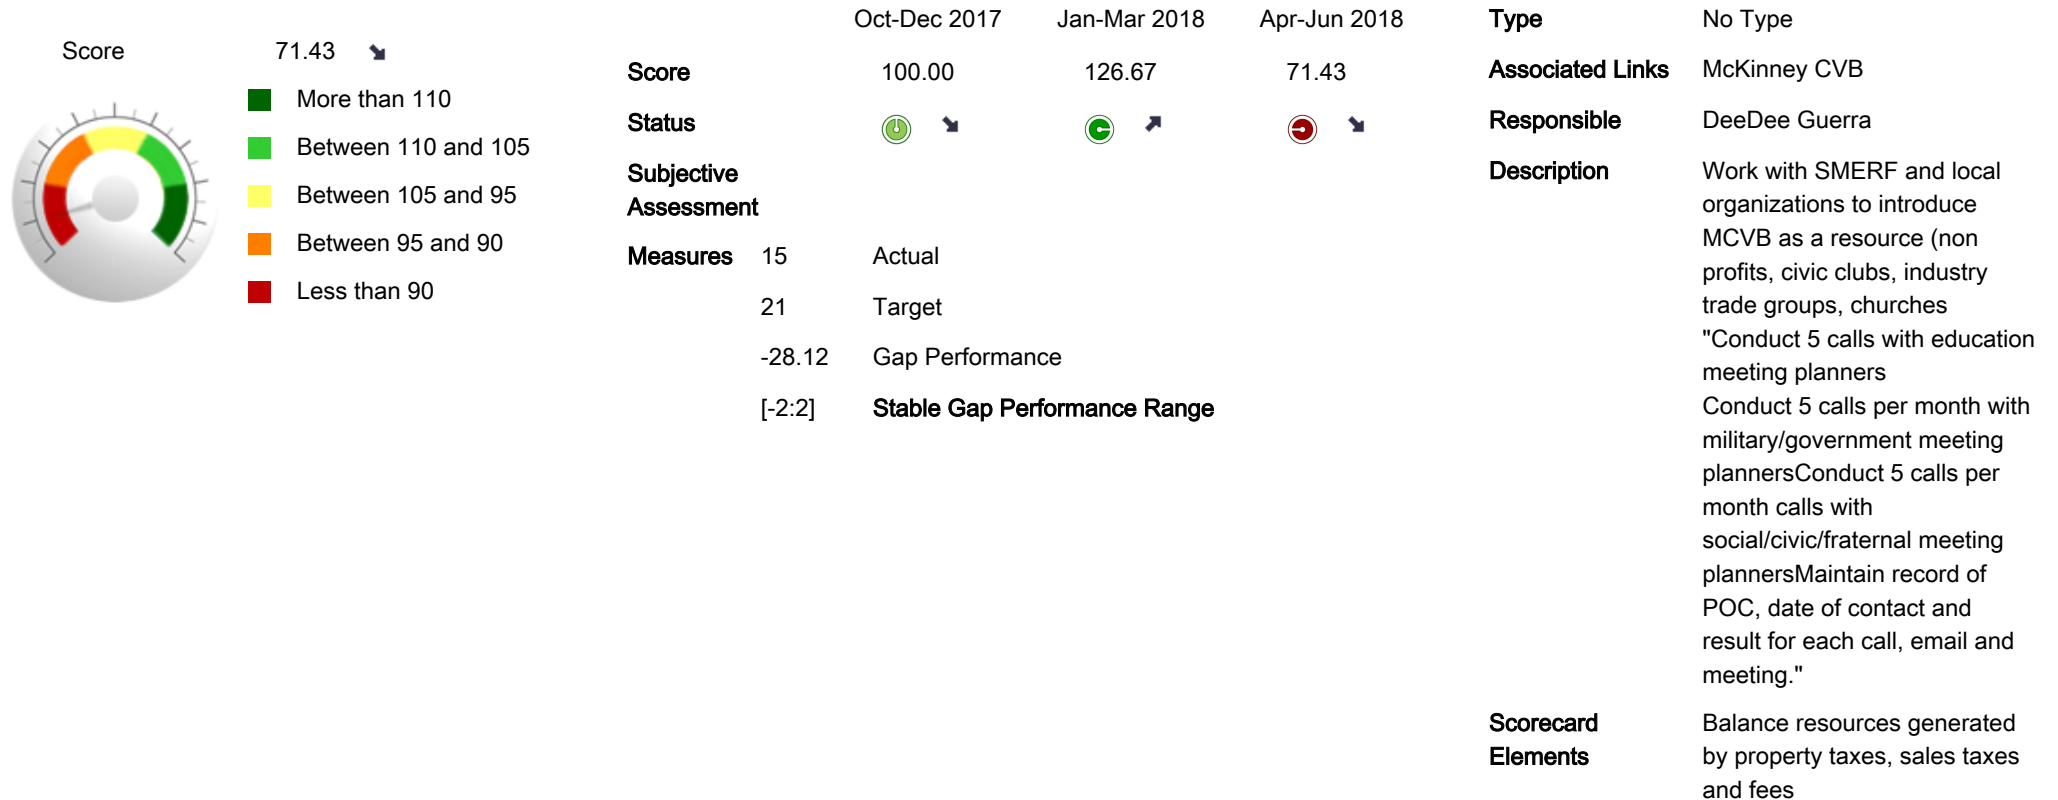 Score 71.43
More than 110
Between 110 and 105
Between 105 and 95
Between 95 and 90
Less than 90
Oct-Dec 2017 Jan-Mar 2018 Apr-Jun 2018
Score 100.00 126.67 71.43
Status
Subjective
Assessment
Measures 15 Actual
21 Target
-28.12 Gap Performance
[-2:2] Stable Gap Performance Range
Type No Type
Associated Links McKinney CVB
Responsible DeeDee Guerra
Description Work with SMERF and local
organizations to introduce
MCVB as a resource (non
profits, civic clubs, industry
trade groups, churches
"Conduct 5 calls with education
meeting planners
Conduct 5 calls per month with
military/government meeting
plannersConduct 5 calls per
month calls with
social/civic/fraternal meeting
plannersMaintain record of
POC, date of contact and
result for each call, email and
meeting."
Scorecard Balance resources generated
Elements by property taxes, sales taxes
and fees